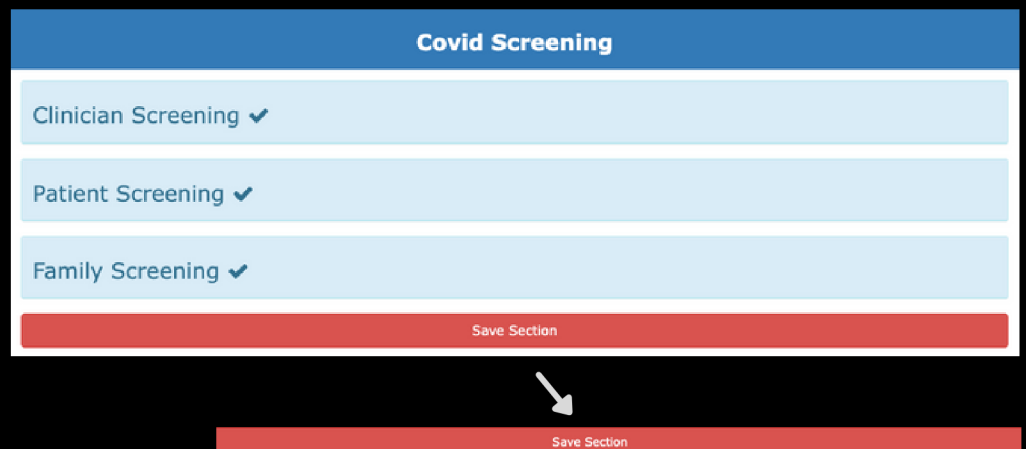 Covid Screening
Clinician Screening ✔
Patient Screening ✔
Family Screening ✔
Save Section
Save Section